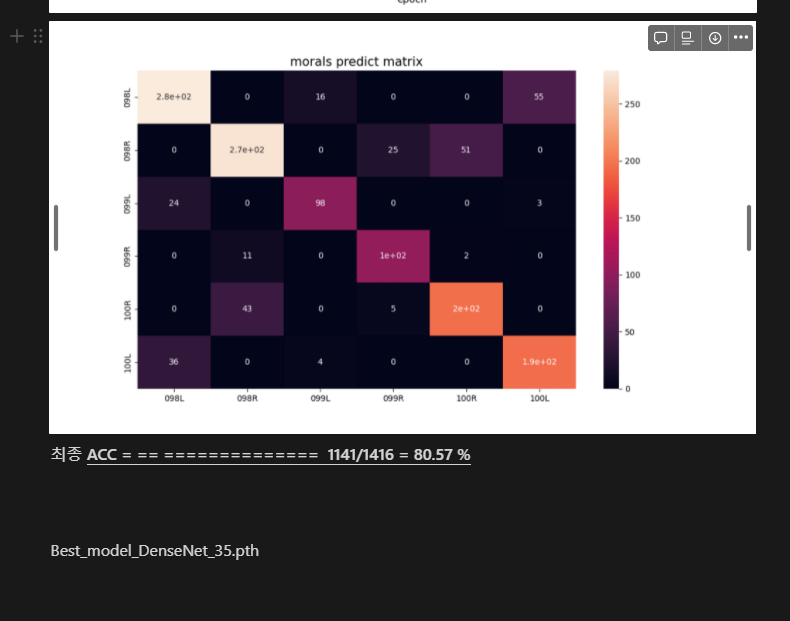 epoch
morals predict matrix
098L 2.8e+02 0 16 0 0 55
098R 0 2.7e+02 0 25 51 0
099L 24 0 98 0 0 3
099R 0 11 0 1e+02 2 0
100R 0 43 0 5 2e+02 0
100L 36 0 4 0 0 1.9e+02
098L 098R 099L 099R 100R 100L
250
200
150
100
50
0
최종 ACC = == ============== 1141/1416 = 80.57 %
Best_model_DenseNet_35.pth